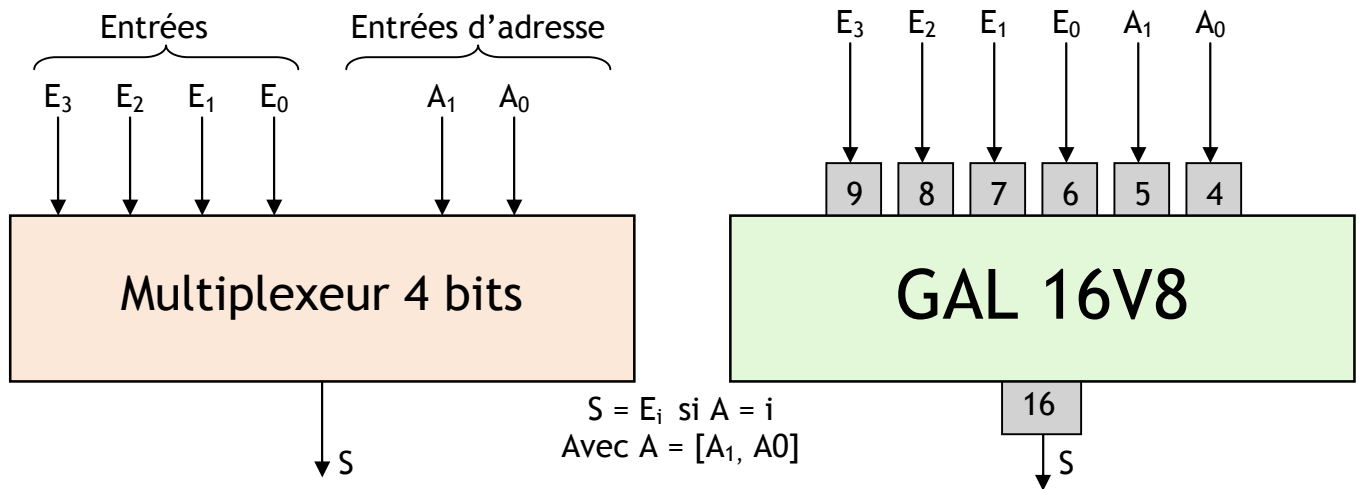 Entrées Entrées d’adresse
E₃ E₂ E₁ E₀ A₁ A₀
Multiplexeur 4 bits
S
S = Eᵢ si A = i
Avec A = [A₁, A0]
E₃ E₂ E₁ E₀ A₁ A₀
9 8 7 6 5 4
GAL 16V8
16
S